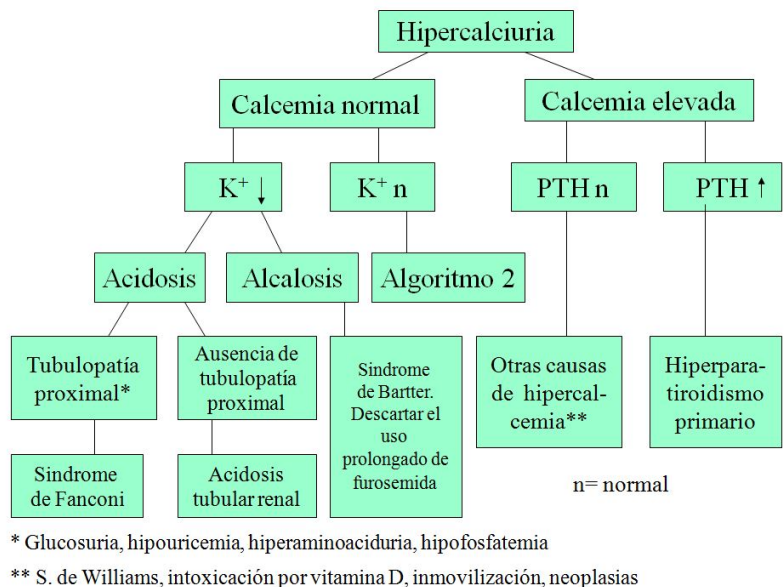 Hipercalciuria
Calcemia normal
Calcemia elevada
K+ ↓
K+ n
PTH n
PTH ↑
Acidosis
Alcalosis
Algoritmo 2
Tubulopatía
proximal*
Ausencia de
tubulopatía
proximal
Sindrome
de Bartter.
Descartar el
uso
prolongado de
furosemida
Otras causas
de hipercal-
cemia**
Hiperpara-
tiroidismo
primario
Sindrome
de Fanconi
Acidosis
tubular renal
n= normal
* Glucosuria, hipouricemia, hiperaminoaciduria, hipofosfatemia
** S. de Williams, intoxicación por vitamina D, inmovilización, neoplasias